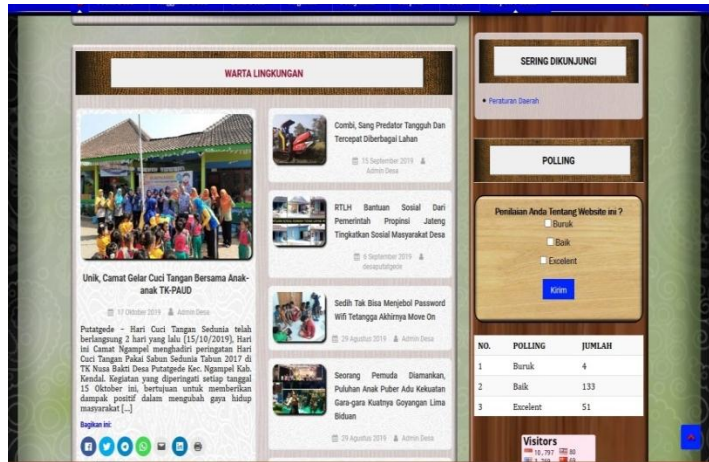 WARTA LINGKUNGAN
Unik, Camat Gelar Cuci Tangan Bersama Anak-
anak TK-PAUD
17 Oktober 2019 Admin Desa
Putatgede – Hari Cuci Tangan Sedunia telah
berlangsung 2 hari yang lalu (15/10/2019), Hari
ini Camat Ngampel menghadiri peringatan Hari
Cuci Tangan Pakai Sabun Sedunia Tahun 2017 di
TK Nusa Bakti Desa Putatgede Kec. Ngampel Kab.
Kendal. Kegiatan yang diperingati setiap tanggal
15 Oktober ini, bertujuan untuk memberikan
dampak positif dalam mengubah gaya hidup
masyarakat [...]
Bagikan ini:
Combi, Sang Predator Tangguh Dan
Tercepat Diberbagai Lahan
15 September 2019
Admin Desa
RTLH Bantuan Sosial Dari
Pemerintah Propinsi Jateng
Tingkatkan Sosial Masyarakat Desa
6 September 2019
desaputatgede
Sedih Tak Bisa Menjebol Password
Wifi Tetangga Akhirnya Move On
29 Agustus 2019 Admin Desa
Seorang Pemuda Diamankan,
Puluhan Anak Puber Adu Kekuatan
Gara-gara Kuatnya Goyangan Lima
Biduan
29 Agustus 2019 Admin Desa
SERING DIKUNJUNGI
Peraturan Daerah
POLLING
Penilaian Anda Tentang Website ini ?
Buruk
Baik
Excelent
Kirim
NO. POLLING JUMLAH
1 Buruk 4
2 Baik 133
3 Excelent 51
Visitors
10,797 80